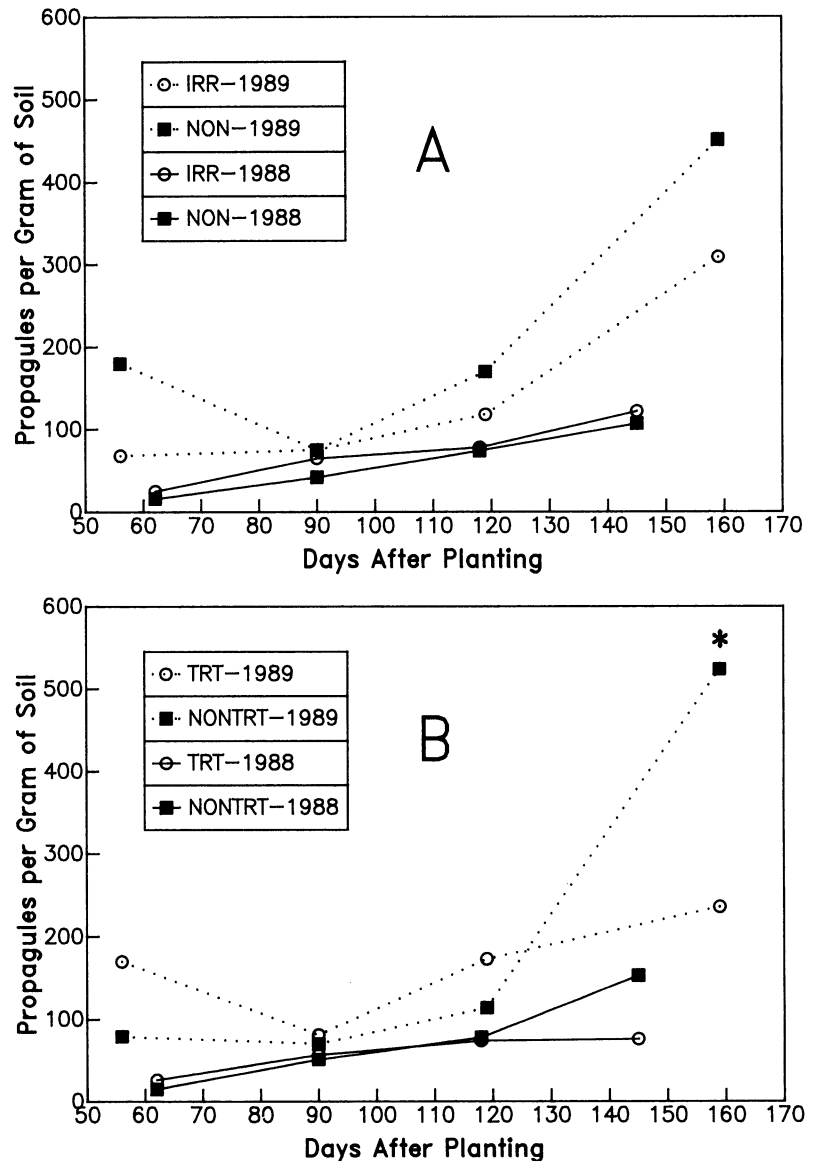 600
500
400
300
200
100
0
Propagules per Gram of Soil
IRR-1989
NON-1989
IRR-1988
NON-1988
A
50 60 70 80 90 100 110 120 130 140 150 160 170
Days After Planting
600
500
400
300
200
100
0
Propagules per Gram of Soil
TRT-1989
NONTRT-1989
TRT-1988
NONTRT-1988
B
*
50 60 70 80 90 100 110 120 130 140 150 160 170
Days After Planting